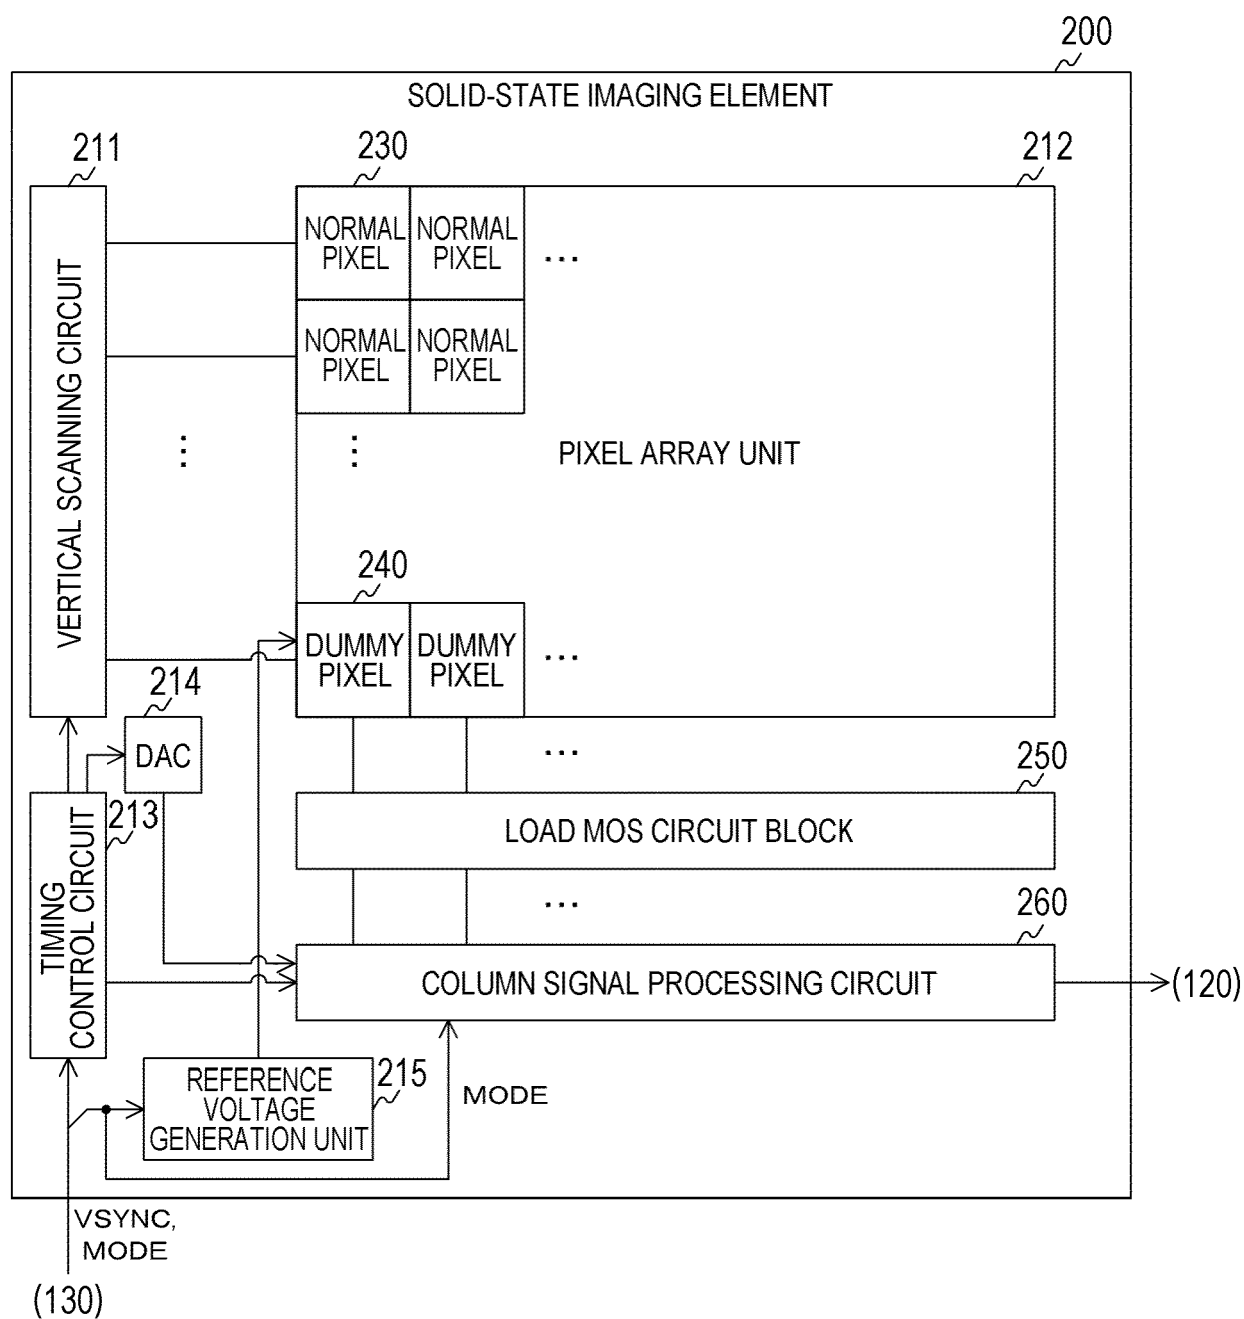 200
SOLID-STATE IMAGING ELEMENT
211
230
212
VERTICAL SCANNING CIRCUIT
NORMAL
PIXEL
NORMAL
PIXEL
...
NORMAL
PIXEL
NORMAL
PIXEL
...
...
PIXEL ARRAY UNIT
240
DUMMY
PIXEL
DUMMY
PIXEL
...
214
DAC
...
250
LOAD MOS CIRCUIT BLOCK
213
TIMING
CONTROL CIRCUIT
...
260
COLUMN SIGNAL PROCESSING CIRCUIT
(120)
215
REFERENCE
VOLTAGE
GENERATION UNIT
MODE
VSYNC,
MODE
(130)